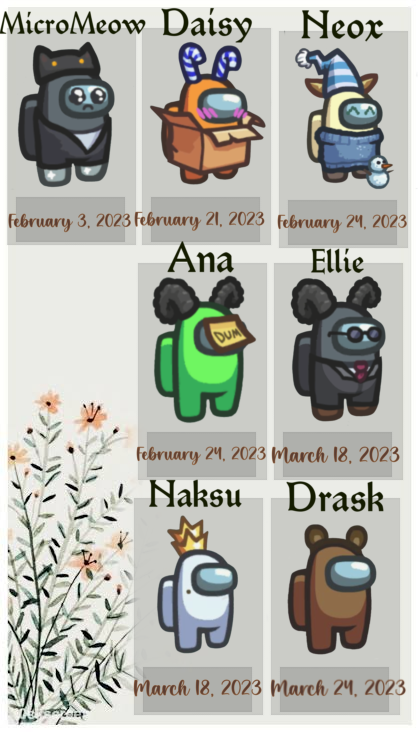 MicroMeow
Daisy
Neox
February 3, 2023
February 21, 2023
February 24, 2023
Ana
Ellie
DUM
February 24, 2023
March 18, 2023
Naksu
Drask
March 18, 2023
March 24, 2023